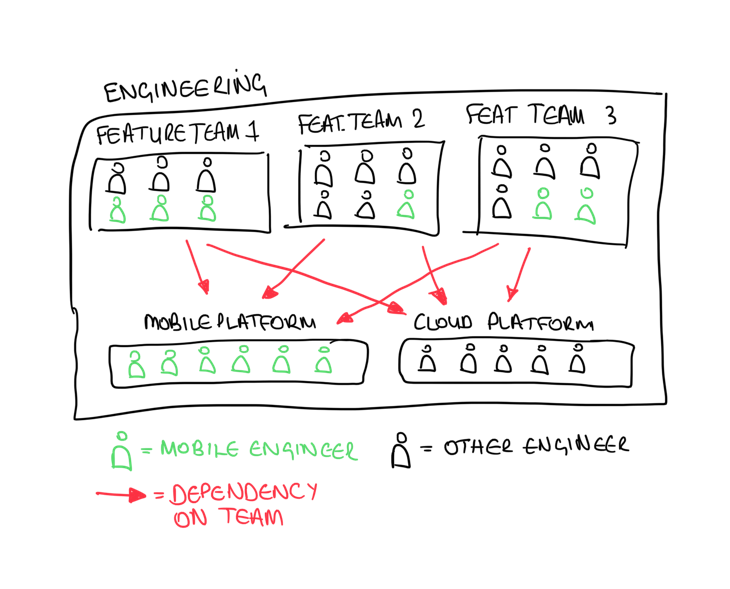 ENGINEERING
FEATURE TEAM 1
FEAT. TEAM 2
FEAT TEAM 3
MOBILE PLATFORM
CLOUD PLATFORM
= MOBILE ENGINEER
= OTHER ENGINEER
= DEPENDENCY
ON TEAM